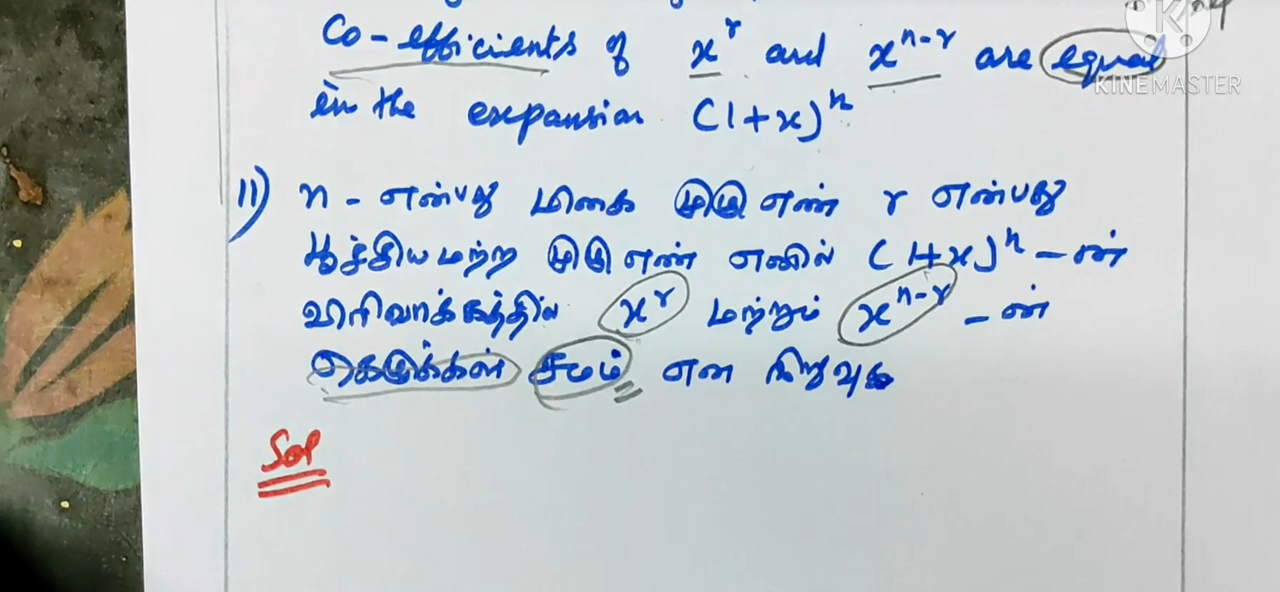 Co-efficients of x^r and x^{n-r} are equal
in the expansion (1+x)^n
11) n - என்பது மிகை முழு எண் r என்பது
பூச்சியமற்ற முழு எண் எனில் (1+x)^n - ன்
விரிவாக்கத்தில் x^r மற்றும் x^{n-r} - ன்
கெழுக்கள் சமம் என நிறுவுக
Sol
K
KINEMASTER